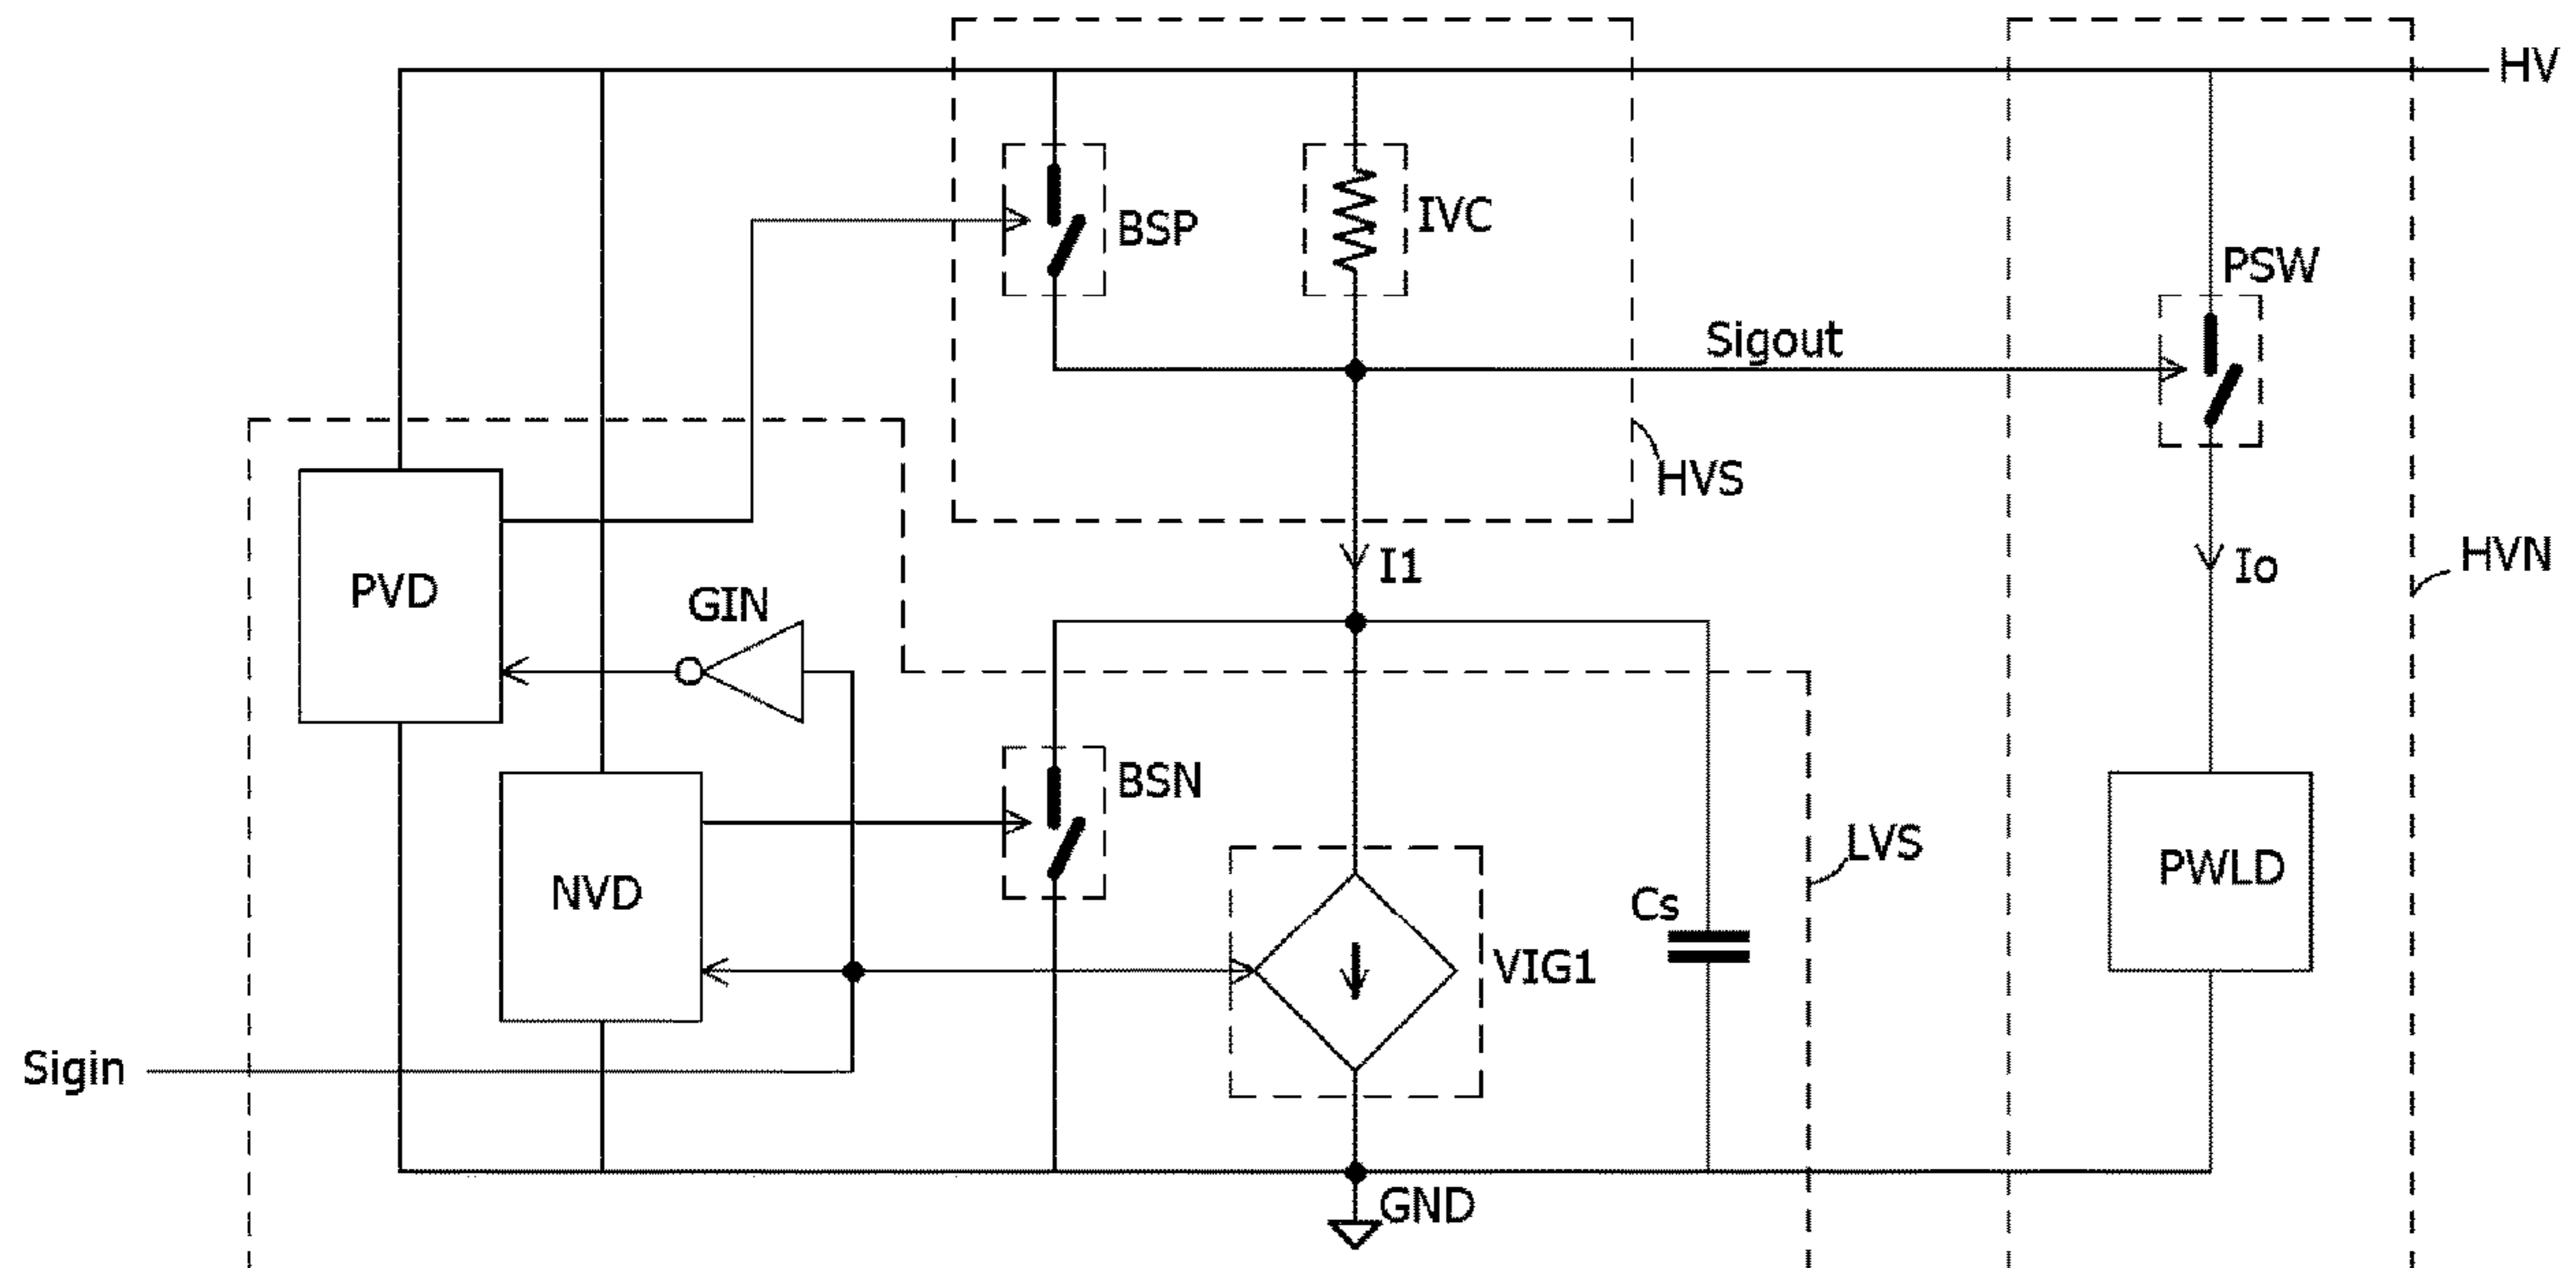 HV
BSP
IVC
PSW
Sigout
HVS
I1
Io
HVN
PVD
GIN
BSN
NVD
LVS
PWLD
Cs
VIG1
Sigin
GND